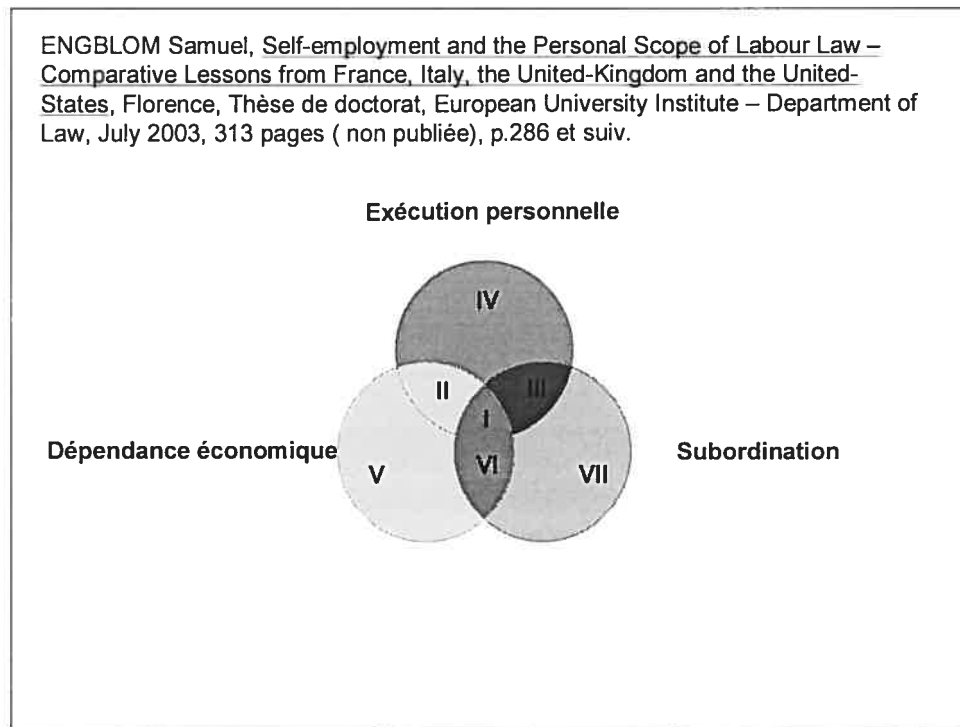 ENGBLOM Samuel, Self-employment and the Personal Scope of Labour Law –
Comparative Lessons from France, Italy, the United-Kingdom and the United-
States, Florence, Thèse de doctorat, European University Institute – Department of
Law, July 2003, 313 pages ( non publiée), p.286 et suiv.
Exécution personnelle
IV
II III
I
Dépendance économique Subordination
V VI VII